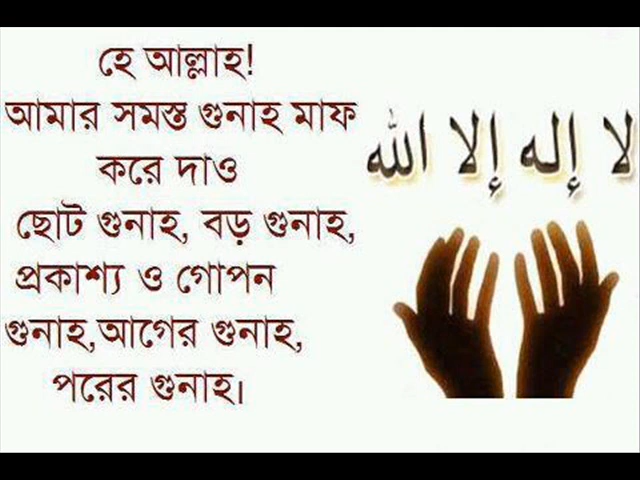 হে আল্লাহ!
আমার সমস্ত গুনাহ মাফ
করে দাও
ছোট গুনাহ, বড় গুনাহ,
প্রকাশ্য ও গোপন
গুনাহ,আগের গুনাহ,
পরের গুনাহ।
لا إله إلا الله